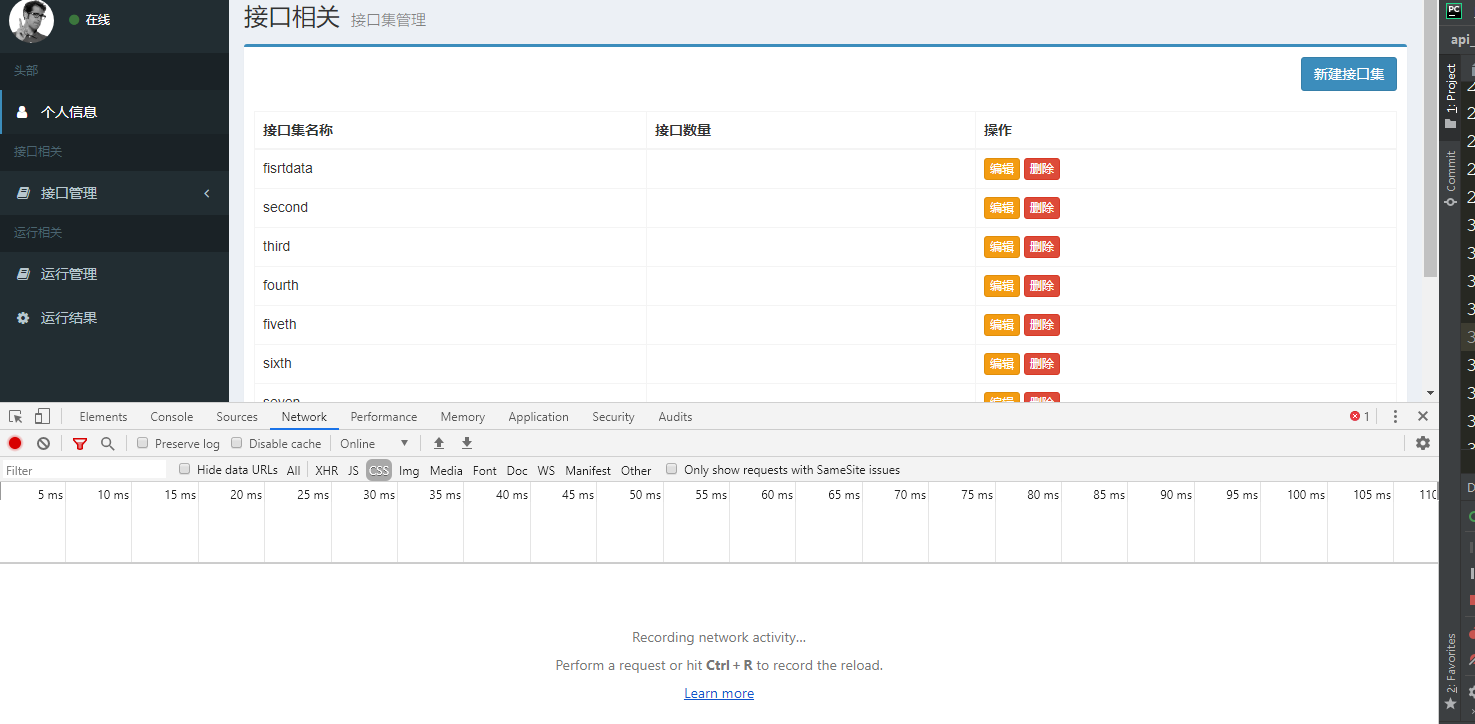 在线
头部
个人信息
接口相关
接口管理
运行相关
运行管理
运行结果
接口相关 接口集管理
新建接口集
接口集名称 接口数量 操作
fisrtdata 编辑 删除
second 编辑 删除
third 编辑 删除
fourth 编辑 删除
fiveth 编辑 删除
sixth 编辑 删除
seven 编辑 删除
Elements Console Sources Network Performance Memory Application Security Audits 1
Preserve log Disable cache Online
Filter Hide data URLs All XHR JS CSS Img Media Font Doc WS Manifest Other Only show requests with SameSite issues
5 ms 10 ms 15 ms 20 ms 25 ms 30 ms 35 ms 40 ms 45 ms 50 ms 55 ms 60 ms 65 ms 70 ms 75 ms 80 ms 85 ms 90 ms 95 ms 100 ms 105 ms 110
Recording network activity...
Perform a request or hit Ctrl + R to record the reload.
Learn more
PC
api_
1: Project
Commit
2: Favorites